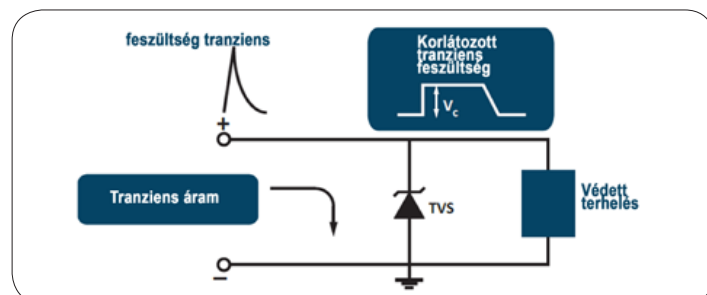 feszültség tranziens
Korlátozott
tranziens
feszültség
Vc
+
Tranziens áram
TVS
Védett
terhelés
–